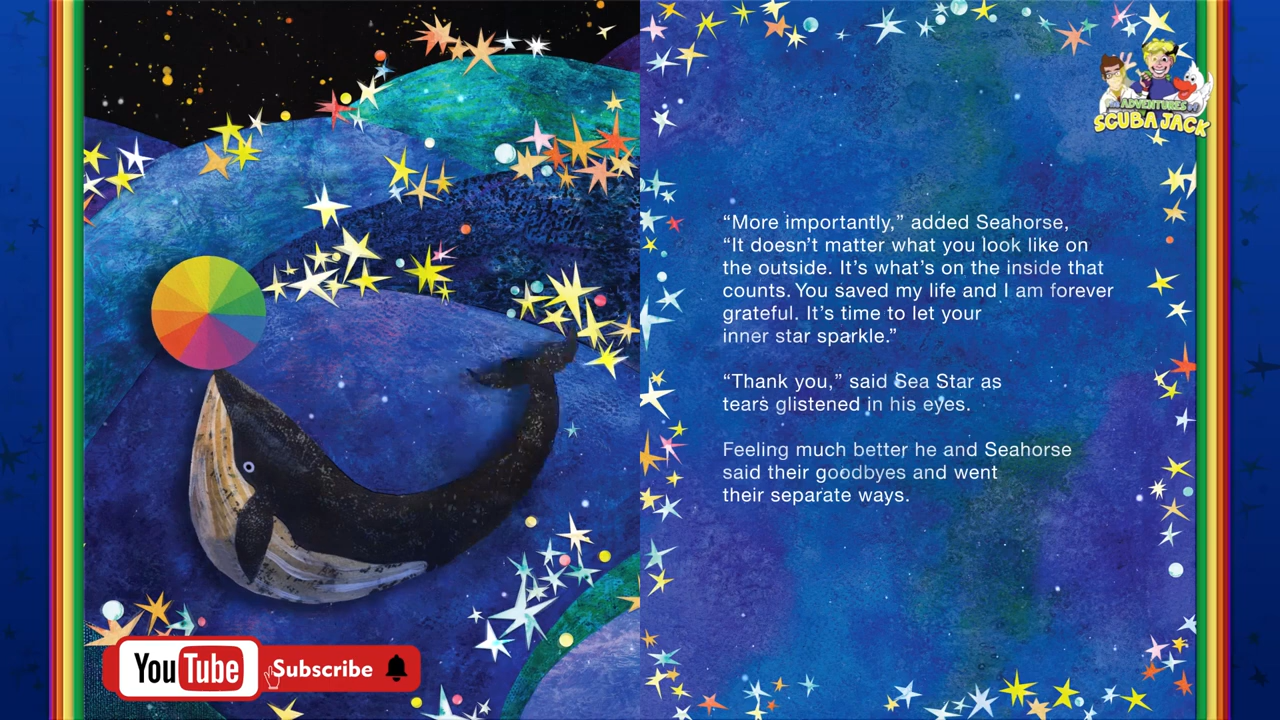 THE ADVENTURES OF
SCUBA JACK
“More importantly,” added Seahorse,
“It doesn’t matter what you look like on
the outside. It’s what’s on the inside that
counts. You saved my life and I am forever
grateful. It’s time to let your
inner star sparkle.”
“Thank you,” said Sea Star as
tears glistened in his eyes.
Feeling much better he and Seahorse
said their goodbyes and went
their separate ways.
YouTube Subscribe